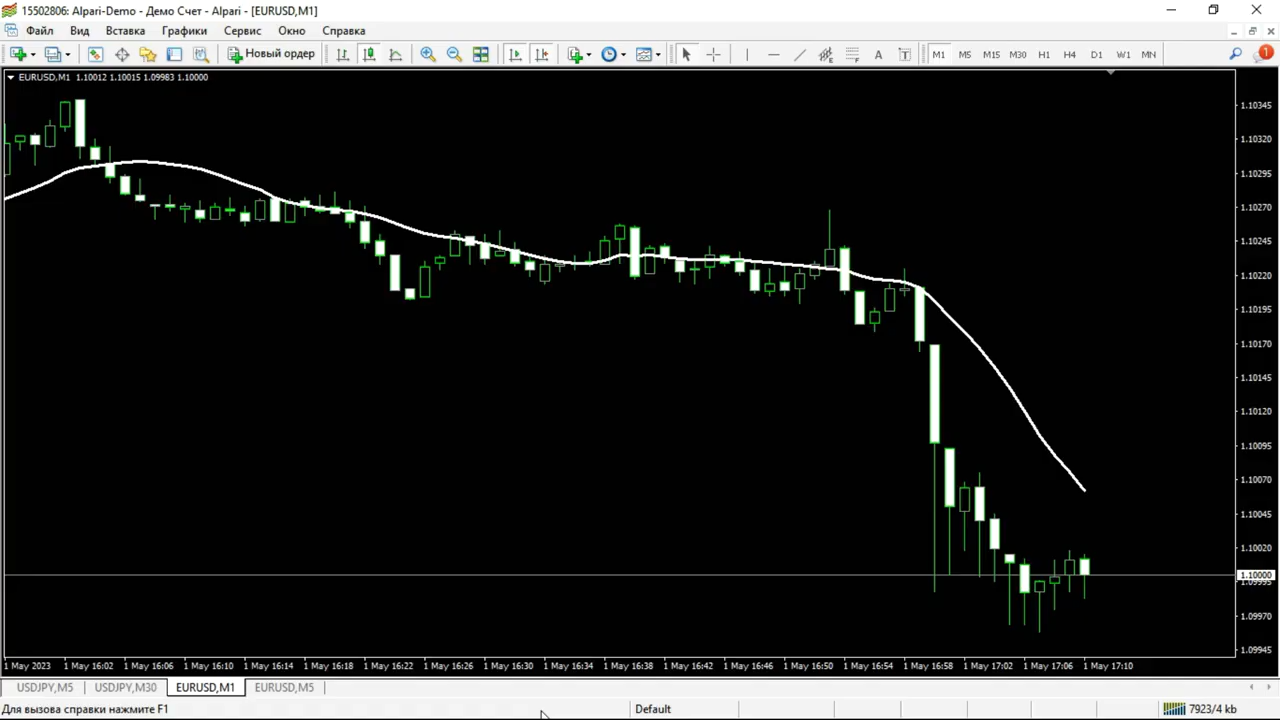 15502806: Alpari-Demo - Демо Счет - Alpari - [EURUSD,M1]
Файл Вид Вставка Графики Сервис Окно Справка
Новый ордер M1 M5 M15 M30 H1 H4 D1 W1 MN 1
EURUSD,M1 1.10012 1.10015 1.09983 1.10000
1.10345
1.10320
1.10295
1.10270
1.10245
1.10220
1.10195
1.10170
1.10145
1.10120
1.10095
1.10070
1.10045
1.10020
1.10000
1.09995
1.09970
1.09945
1 May 2023 1 May 16:02 1 May 16:06 1 May 16:10 1 May 16:14 1 May 16:18 1 May 16:22 1 May 16:26 1 May 16:30 1 May 16:34 1 May 16:38 1 May 16:42 1 May 16:46 1 May 16:50 1 May 16:54 1 May 16:58 1 May 17:02 1 May 17:06 1 May 17:10
USDJPY,M5 USDJPY,M30 EURUSD,M1 EURUSD,M5
Для вызова справки нажмите F1 Default 7923/4 kb